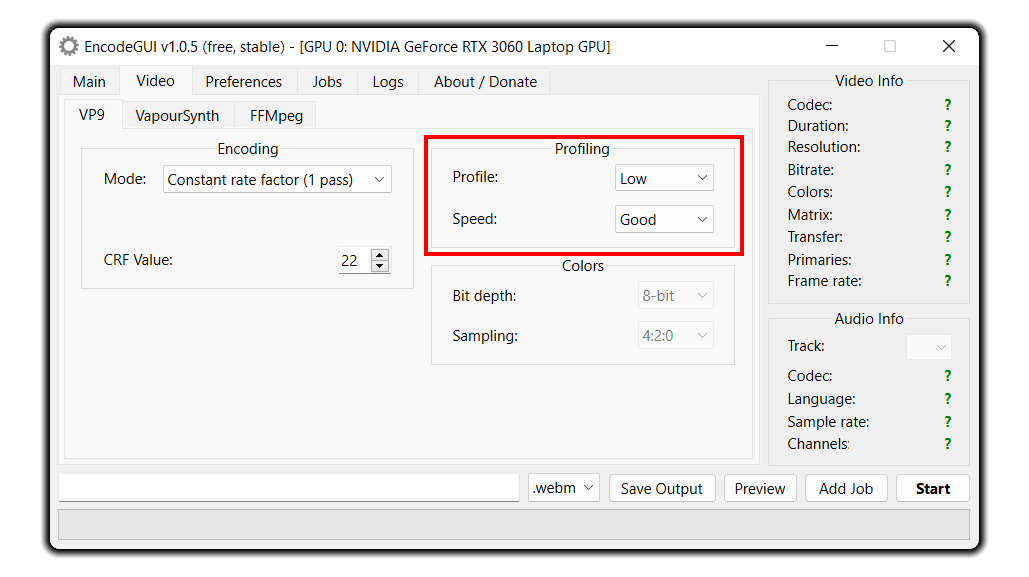 EncodeGUI v1.0.5 (free, stable) - [GPU 0: NVIDIA GeForce RTX 3060 Laptop GPU]
Main Video Preferences Jobs Logs About / Donate
VP9 VapourSynth FFMpeg
Encoding
Mode: Constant rate factor (1 pass)
CRF Value: 22
Profiling
Profile: Low
Speed: Good
Colors
Bit depth: 8-bit
Sampling: 4:2:0
Video Info
Codec: ?
Duration: ?
Resolution: ?
Bitrate: ?
Colors: ?
Matrix: ?
Transfer: ?
Primaries: ?
Frame rate: ?
Audio Info
Track:
Codec: ?
Language: ?
Sample rate: ?
Channels: ?
.webm Save Output Preview Add Job Start